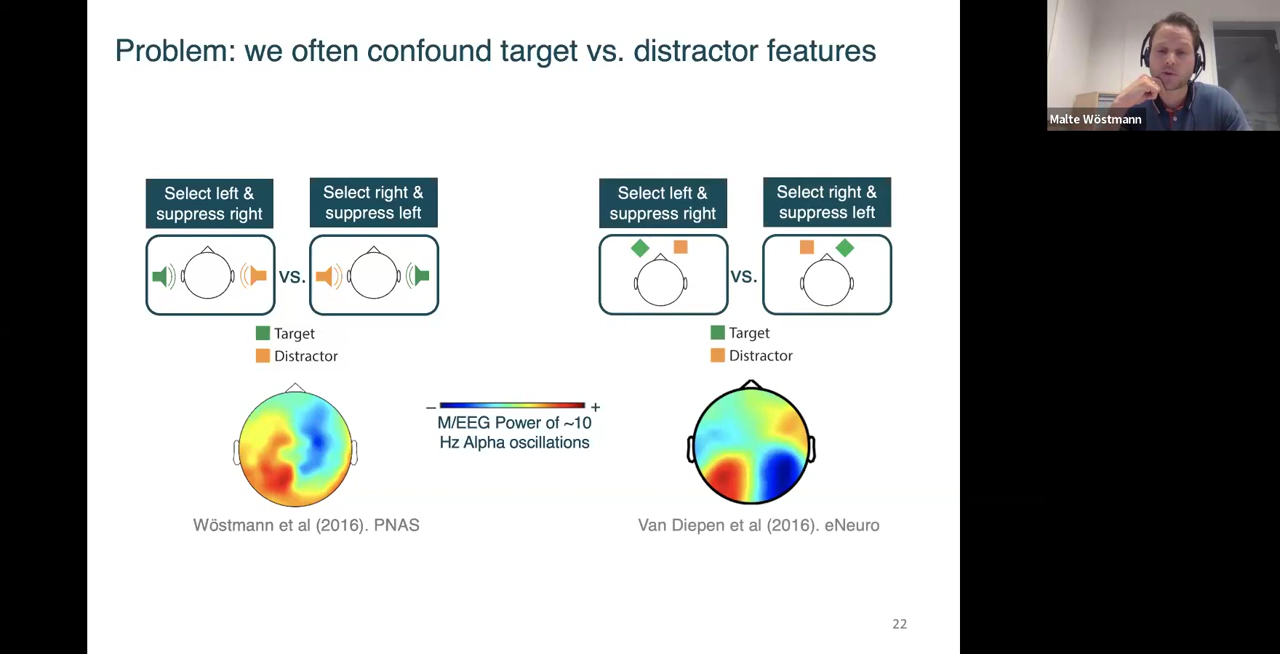 Problem: we often confound target vs. distractor features
Malte Wöstmann
Select left &
suppress right
Select right &
suppress left
vs.
Target
Distractor
Select left &
suppress right
Select right &
suppress left
vs.
Target
Distractor
– +
M/EEG Power of ~10
Hz Alpha oscillations
Wöstmann et al (2016). PNAS
Van Diepen et al (2016). eNeuro
22